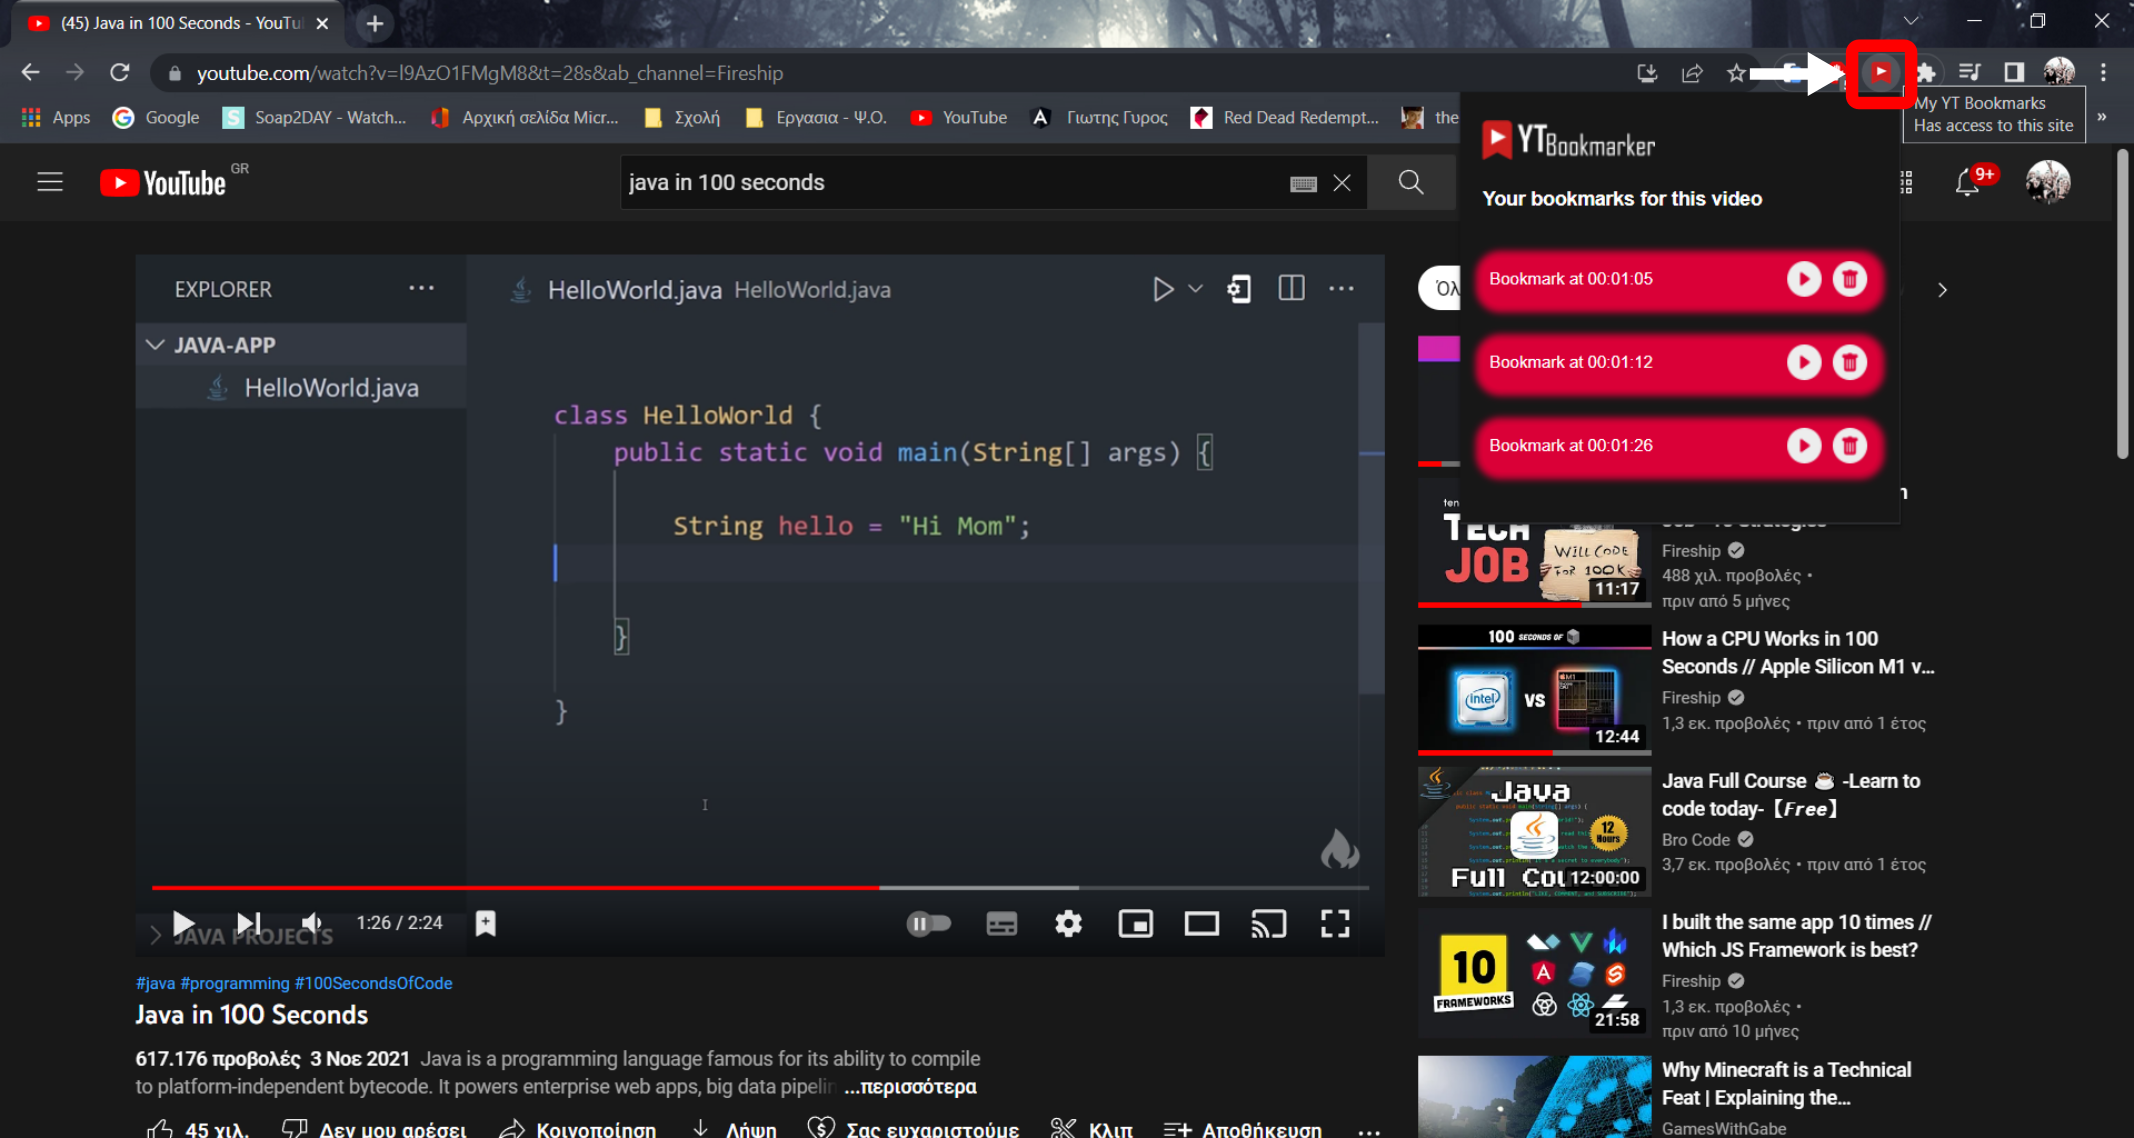 (45) Java in 100 Seconds - YouTu
youtube.com/watch?v=l9AzO1FMgM8&t=28s&ab_channel=Fireship
Apps
Google
Soap2DAY - Watch...
Αρχική σελίδα Micr...
Σχολή
Εργασια - Ψ.Ο.
YouTube
Γιωτης Γυρος
Red Dead Redempt...
the
»
My YT Bookmarks
Has access to this site
YouTube GR
java in 100 seconds
9+
YTBookmarker
Your bookmarks for this video
Bookmark at 00:01:05
Bookmark at 00:01:12
Bookmark at 00:01:26
EXPLORER
JAVA-APP
HelloWorld.java
HelloWorld.java HelloWorld.java
class HelloWorld {
public static void main(String[] args) {
String hello = "Hi Mom";
}
}
JAVA PROJECTS
1:26 / 2:24
#java #programming #100SecondsOfCode
Java in 100 Seconds
617.176 προβολές 3 Νοε 2021 Java is a programming language famous for its ability to compile
to platform-independent bytecode. It powers enterprise web apps, big data pipelin ...περισσότερα
45 χιλ.
Δεν μου αρέσει
Κοινοποίηση
Λήψη
Σας ευχαριστούμε
Κλιπ
Αποθήκευση
Όλ
ten
TECH
JOB
WILL CODE
FOR 100K
11:17
Fireship
488 χιλ. προβολές •
πριν από 5 μήνες
100 SECONDS OF
intel
VS
M1
12:44
How a CPU Works in 100
Seconds // Apple Silicon M1 v...
Fireship
1,3 εκ. προβολές • πριν από 1 έτος
Java
12
Hours
Full Cou
12:00:00
Java Full Course ☕ -Learn to
code today-【Free】
Bro Code
3,7 εκ. προβολές • πριν από 1 έτος
10
FRAMEWORKS
21:58
I built the same app 10 times //
Which JS Framework is best?
Fireship
1,3 εκ. προβολές •
πριν από 10 μήνες
Why Minecraft is a Technical
Feat | Explaining the...
GamesWithGabe